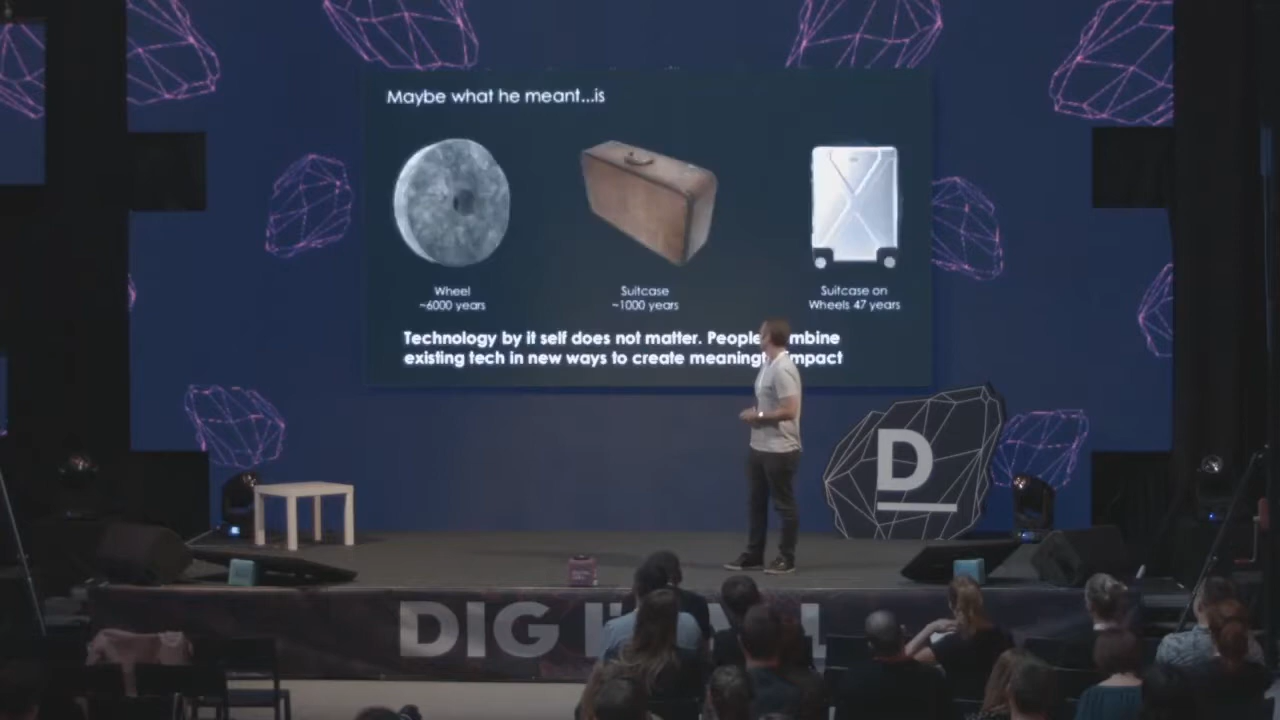 Maybe what he meant...is
Wheel
~6000 years
Suitcase
~1000 years
Suitcase on
Wheels 47 years
Technology by it self does not matter. People
existing tech in new ways to create impact
D
DIG